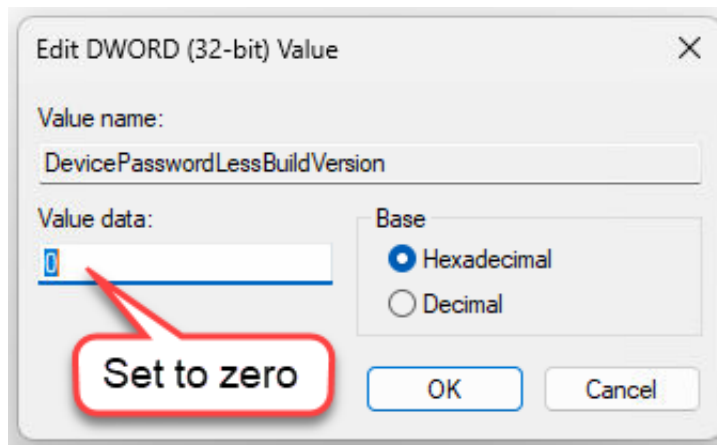 Edit DWORD (32-bit) Value
Value name:
DevicePasswordLessBuildVersion
Value data:
0
Base
Hexadecimal
Decimal
Set to zero
OK
Cancel